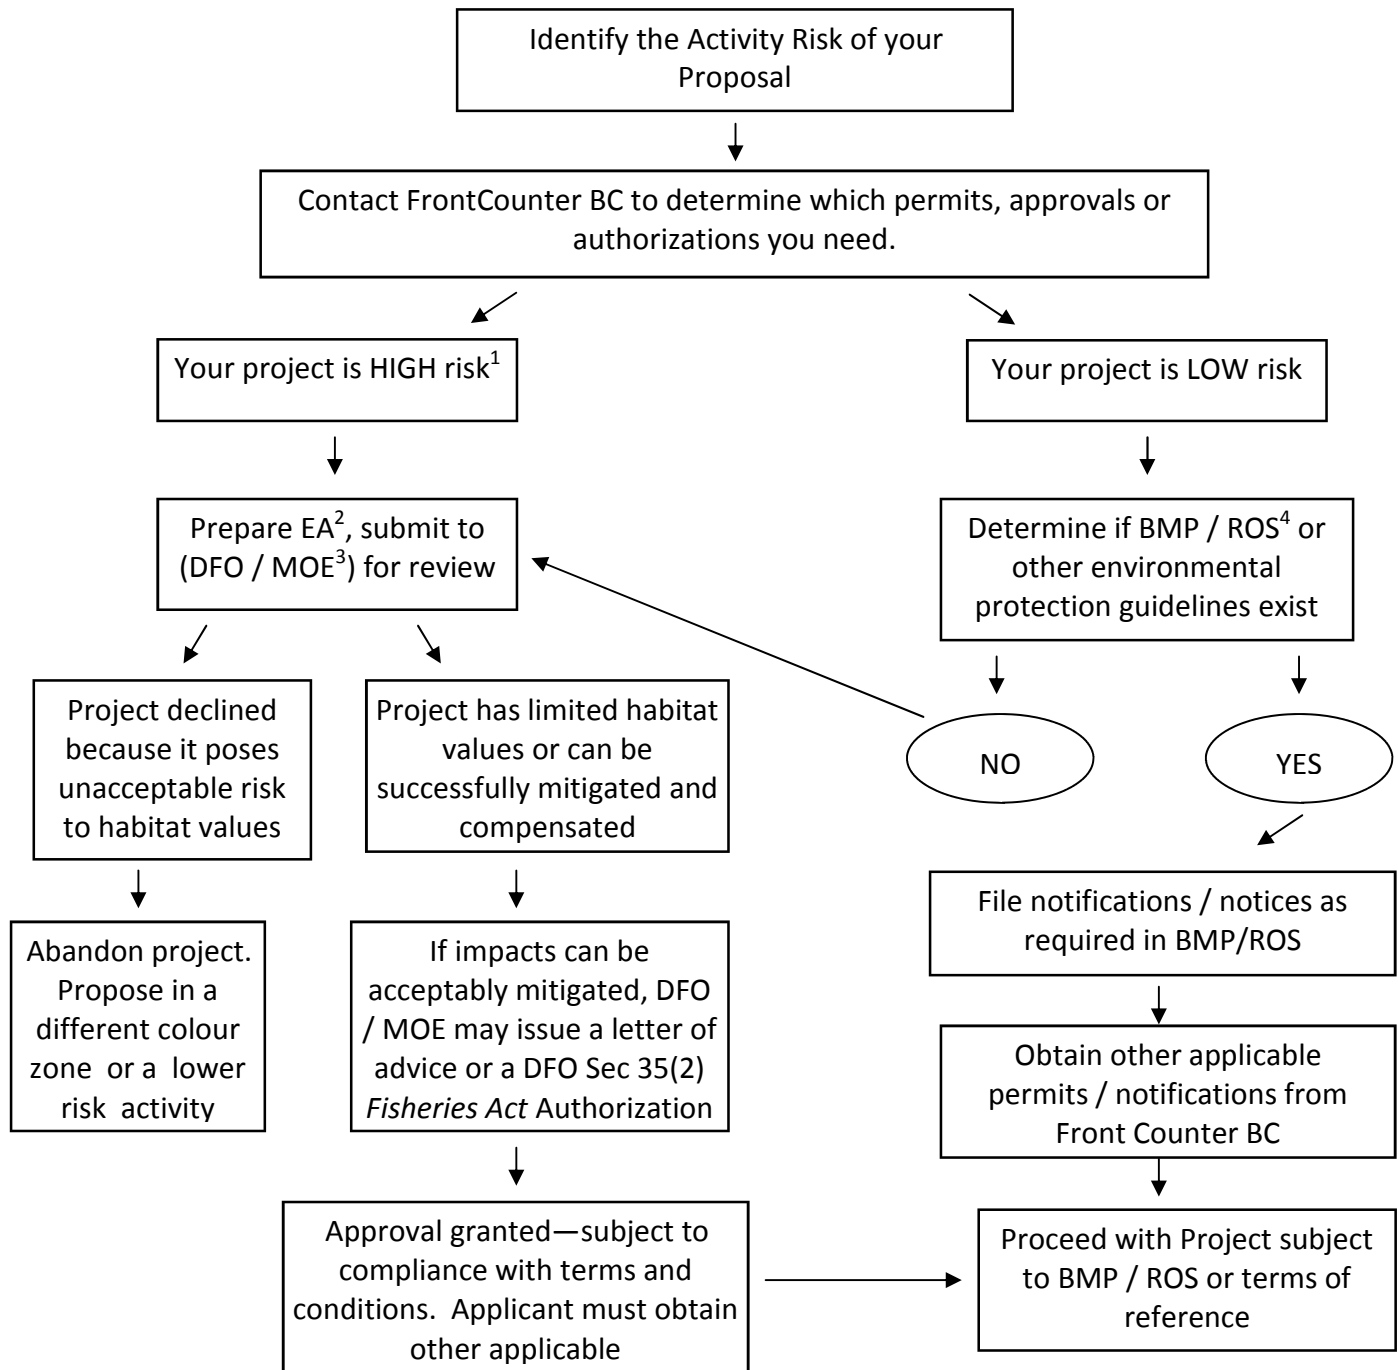 Identify the Activity Risk of your
Proposal
Contact FrontCounter BC to determine which permits, approvals or
authorizations you need.
Your project is HIGH risk¹
Your project is LOW risk
Prepare EA², submit to
(DFO / MOE³) for review
Determine if BMP / ROS⁴ or
other environmental
protection guidelines exist
Project declined
because it poses
unacceptable risk
to habitat values
Project has limited habitat
values or can be
successfully mitigated and
compensated
NO
YES
Abandon project.
Propose in a
different colour
zone or a lower
risk activity
If impacts can be
acceptably mitigated, DFO
/ MOE may issue a letter of
advice or a DFO Sec 35(2)
Fisheries Act Authorization
File notifications / notices as
required in BMP/ROS
Obtain other applicable
permits / notifications from
Front Counter BC
Approval granted—subject to
compliance with terms and
conditions. Applicant must obtain
other applicable
Proceed with Project subject
to BMP / ROS or terms of
reference